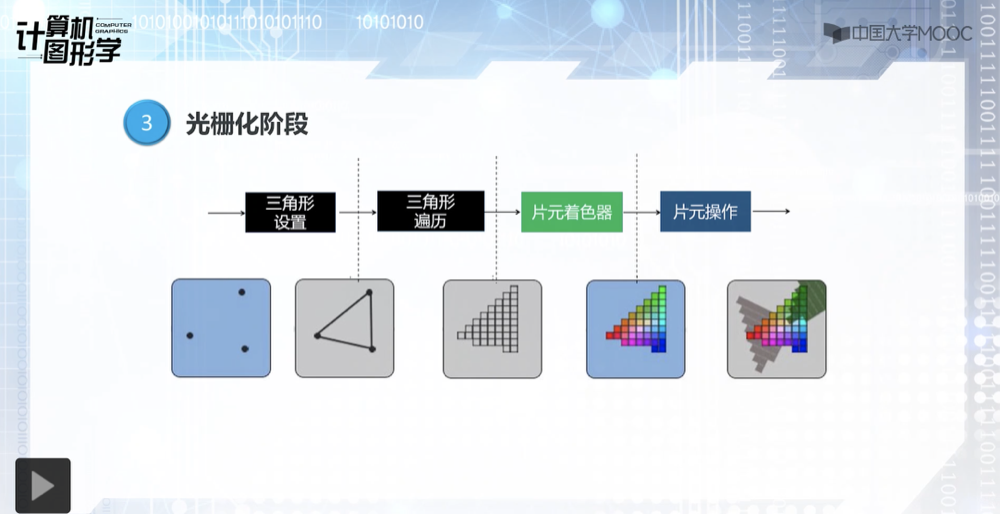 计算机
图形学
COMPUTER
GRAPHICS
10101010
中国大学MOOC
3
光栅化阶段
三角形
设置
三角形
遍历
片元着色器
片元操作